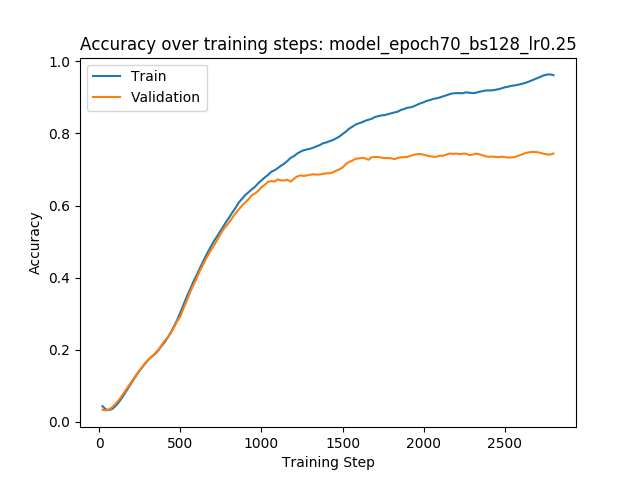 Accuracy over training steps: model_epoch70_bs128_lr0.25
Train
Validation
Accuracy
1.0
0.8
0.6
0.4
0.2
0.0
0 500 1000 1500 2000 2500
Training Step